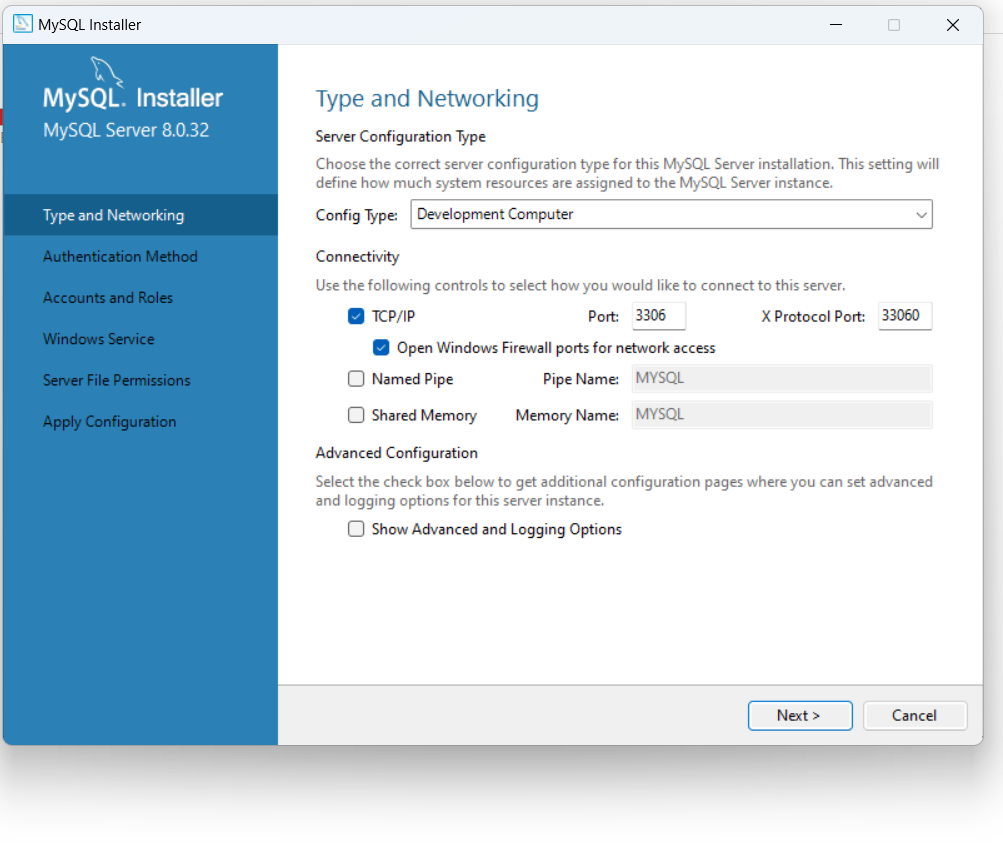 MySQL Installer
MySQL. Installer
MySQL Server 8.0.32
Type and Networking
Authentication Method
Accounts and Roles
Windows Service
Server File Permissions
Apply Configuration
Type and Networking
Server Configuration Type
Choose the correct server configuration type for this MySQL Server installation. This setting will
define how much system resources are assigned to the MySQL Server instance.
Config Type: Development Computer
Connectivity
Use the following controls to select how you would like to connect to this server.
TCP/IP Port: 3306 X Protocol Port: 33060
Open Windows Firewall ports for network access
Named Pipe Pipe Name: MYSQL
Shared Memory Memory Name: MYSQL
Advanced Configuration
Select the check box below to get additional configuration pages where you can set advanced
and logging options for this server instance.
Show Advanced and Logging Options
Next > Cancel